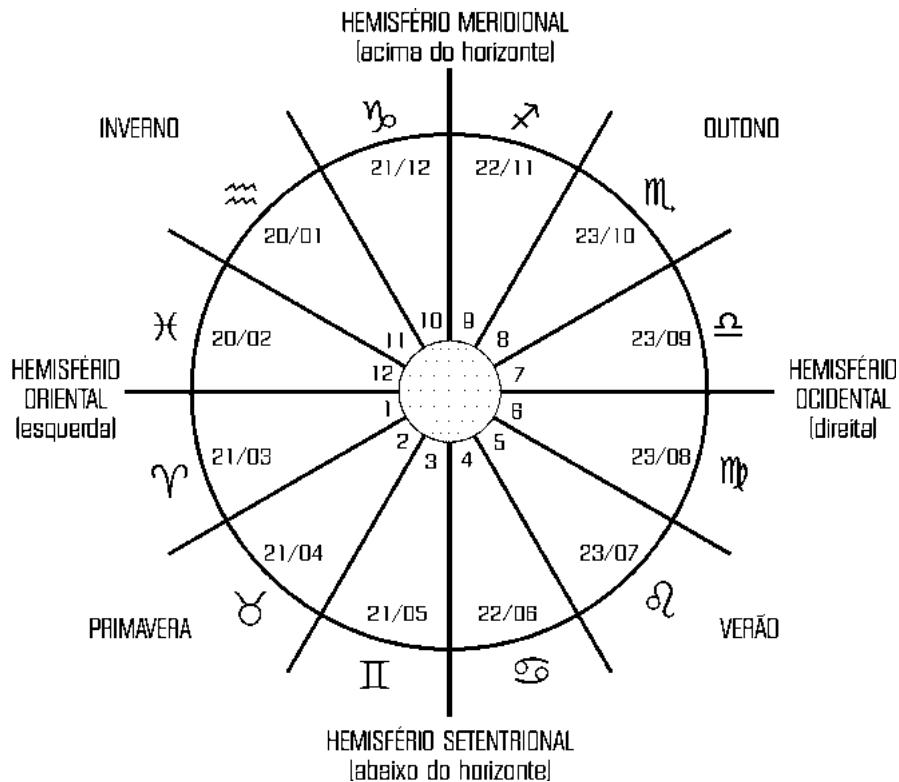 HEMISFÉRIO MERIDIONAL
(acima do horizonte)
INVERNO
OUTONO
♑
♐
21/12
22/11
♒
♏
20/01
23/10
10
9
11
8
♓
20/02
23/09
♎
12
7
HEMISFÉRIO
ORIENTAL
(esquerda)
HEMISFÉRIO
OCIDENTAL
(direita)
1
6
2
5
3
4
♈
21/03
23/08
♍
21/04
23/07
♉
♌
21/05
22/06
PRIMAVERA
VERÃO
♊
♋
HEMISFÉRIO SETENTRIONAL
(abaixo do horizonte)